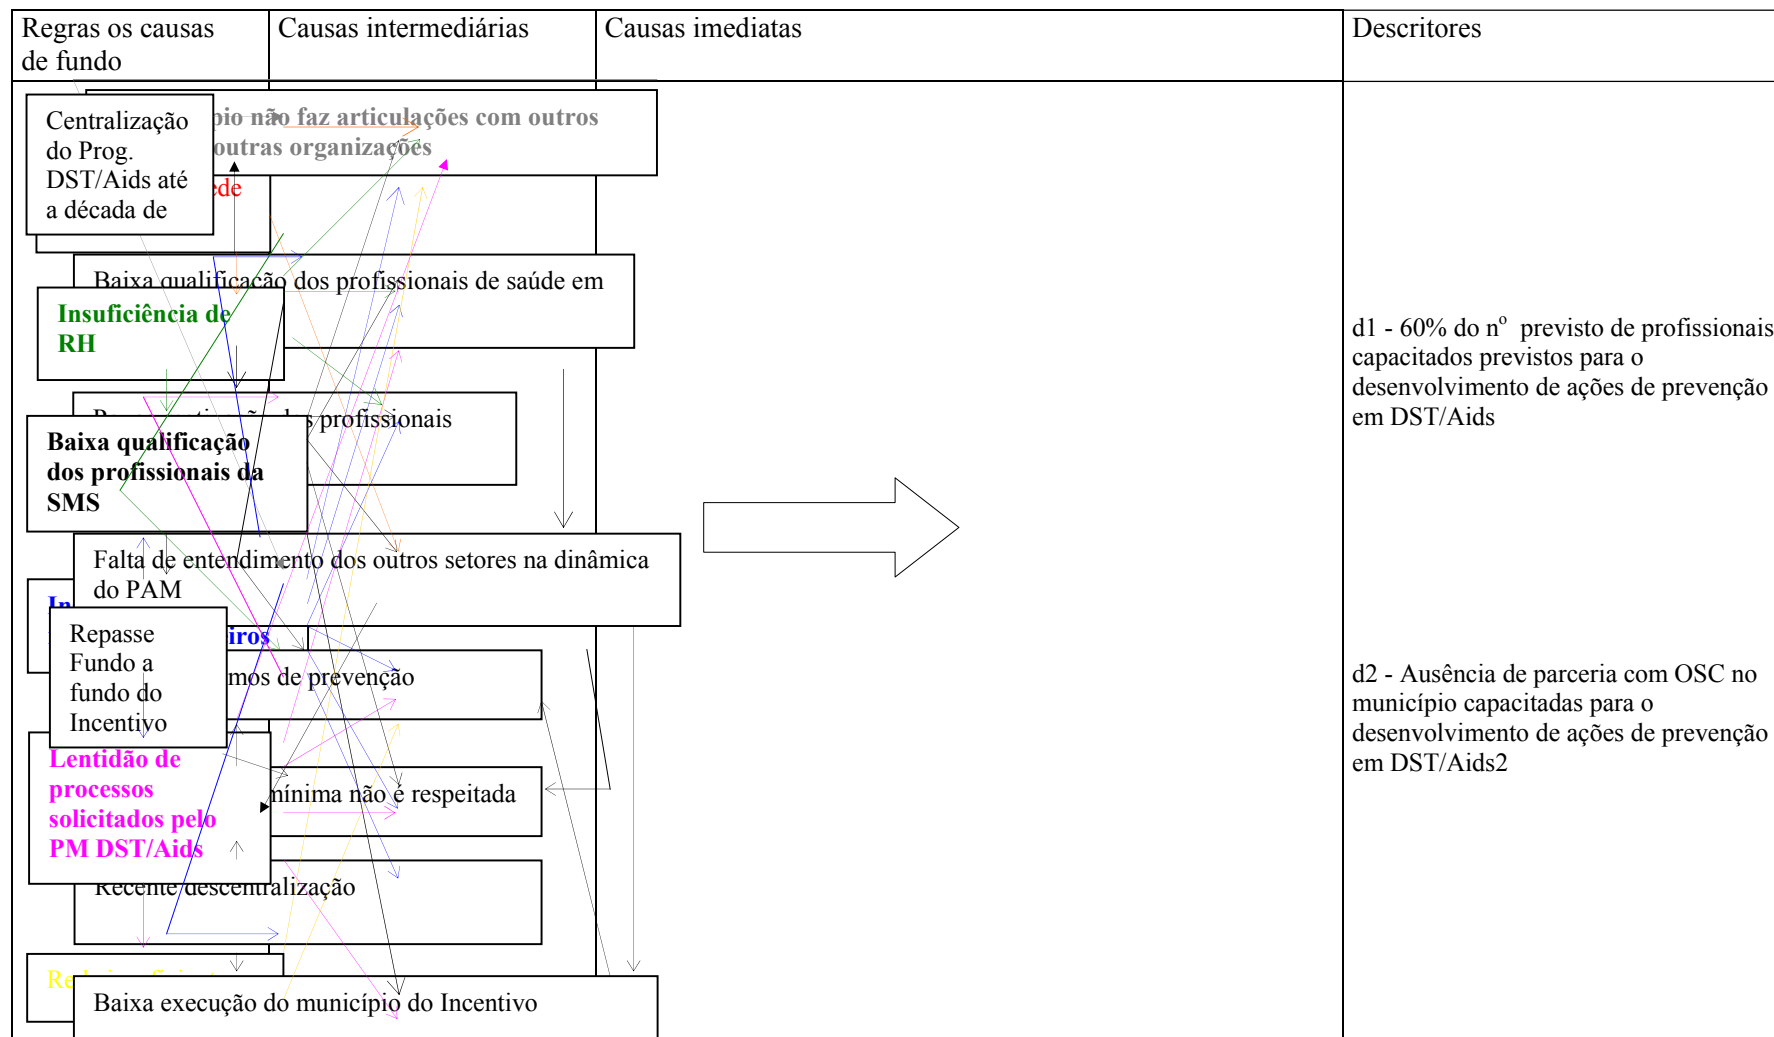 Regras os causas
de fundo
Causas intermediárias
Causas imediatas
Descritores
Centralização
do Prog.
DST/Aids até
a década de
não faz articulações com outros
outras organizações
Baixa qualificação dos profissionais de saúde em
Insuficiência de
RH
profissionais
Baixa qualificação
dos profissionais da
SMS
Falta de entendimento dos outros setores na dinâmica
do PAM
Repasse
Fundo a
fundo do
Incentivo
de prevenção
Lentidão de
processos
solicitados pelo
PM DST/Aids
mínima não é respeitada
Recente descentralização
Baixa execução do município do Incentivo
d1 - 60% do nº previsto de profissionais
capacitados previstos para o
desenvolvimento de ações de prevenção
em DST/Aids
d2 - Ausência de parceria com OSC no
município capacitadas para o
desenvolvimento de ações de prevenção
em DST/Aids2